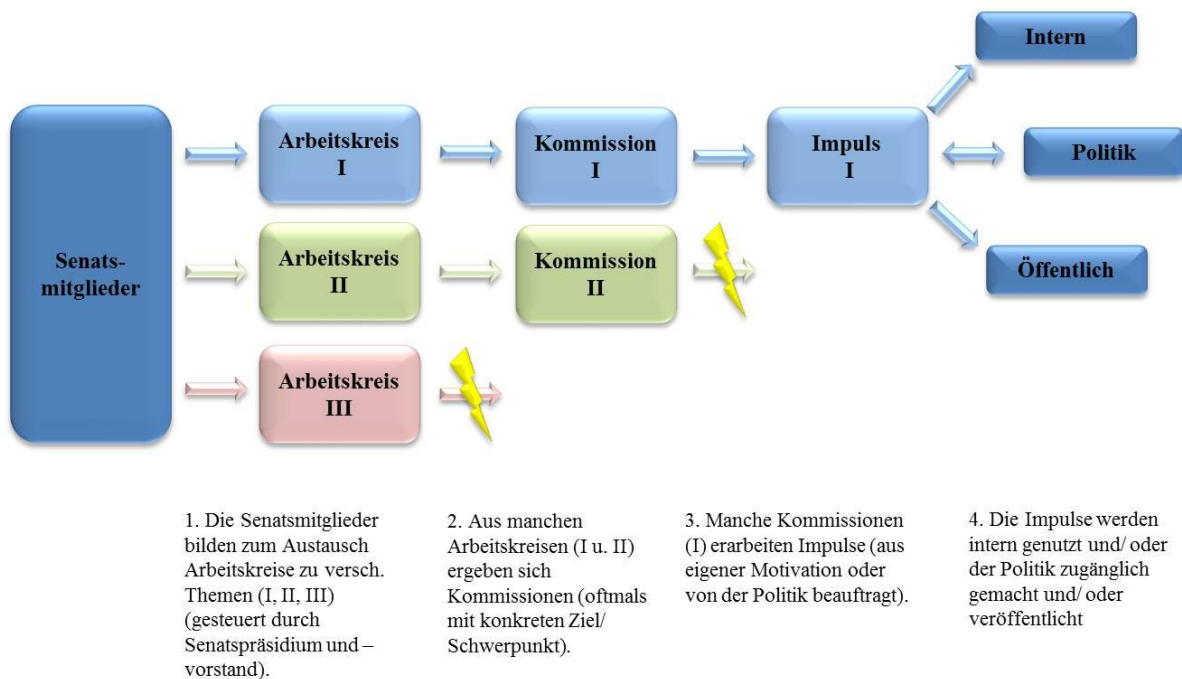 Intern
Arbeitskreis
I
Kommission
I
Impuls
I
Politik
Senats-
mitglieder
Arbeitskreis
II
Kommission
II
Öffentlich
Arbeitskreis
III
1. Die Senatsmitglieder
bilden zum Austausch
Arbeitskreise zu versch.
Themen (I, II, III)
(gesteuert durch
Senatspräsidium und –
vorstand).
2. Aus manchen
Arbeitskreisen (I u. II)
ergeben sich
Kommissionen (oftmals
mit konkreten Ziel/
Schwerpunkt).
3. Manche Kommissionen
(I) erarbeiten Impulse (aus
eigener Motivation oder
von der Politik beauftragt).
4. Die Impulse werden
intern genutzt und/ oder
der Politik zugänglich
gemacht und/ oder
veröffentlicht